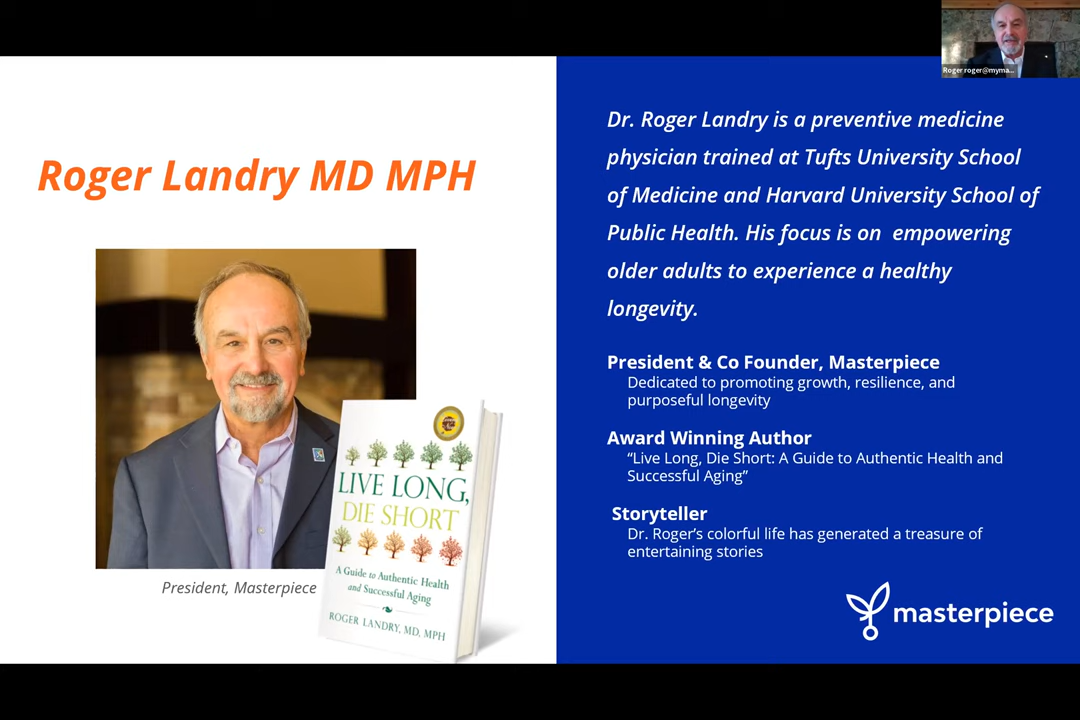 Roger roger@myma...
Roger Landry MD MPH
LIVE LONG,
DIE SHORT
A Guide to Authentic Health
and Successful Aging
ROGER LANDRY, MD, MPH
President, Masterpiece
Dr. Roger Landry is a preventive medicine
physician trained at Tufts University School
of Medicine and Harvard University School of
Public Health. His focus is on  empowering
older adults to experience a healthy
longevity.
President & Co Founder, Masterpiece
Dedicated to promoting growth, resilience, and
purposeful longevity
Award Winning Author
“Live Long, Die Short: A Guide to Authentic Health and
Successful Aging”
Storyteller
Dr. Roger’s colorful life has generated a treasure of
entertaining stories
masterpiece